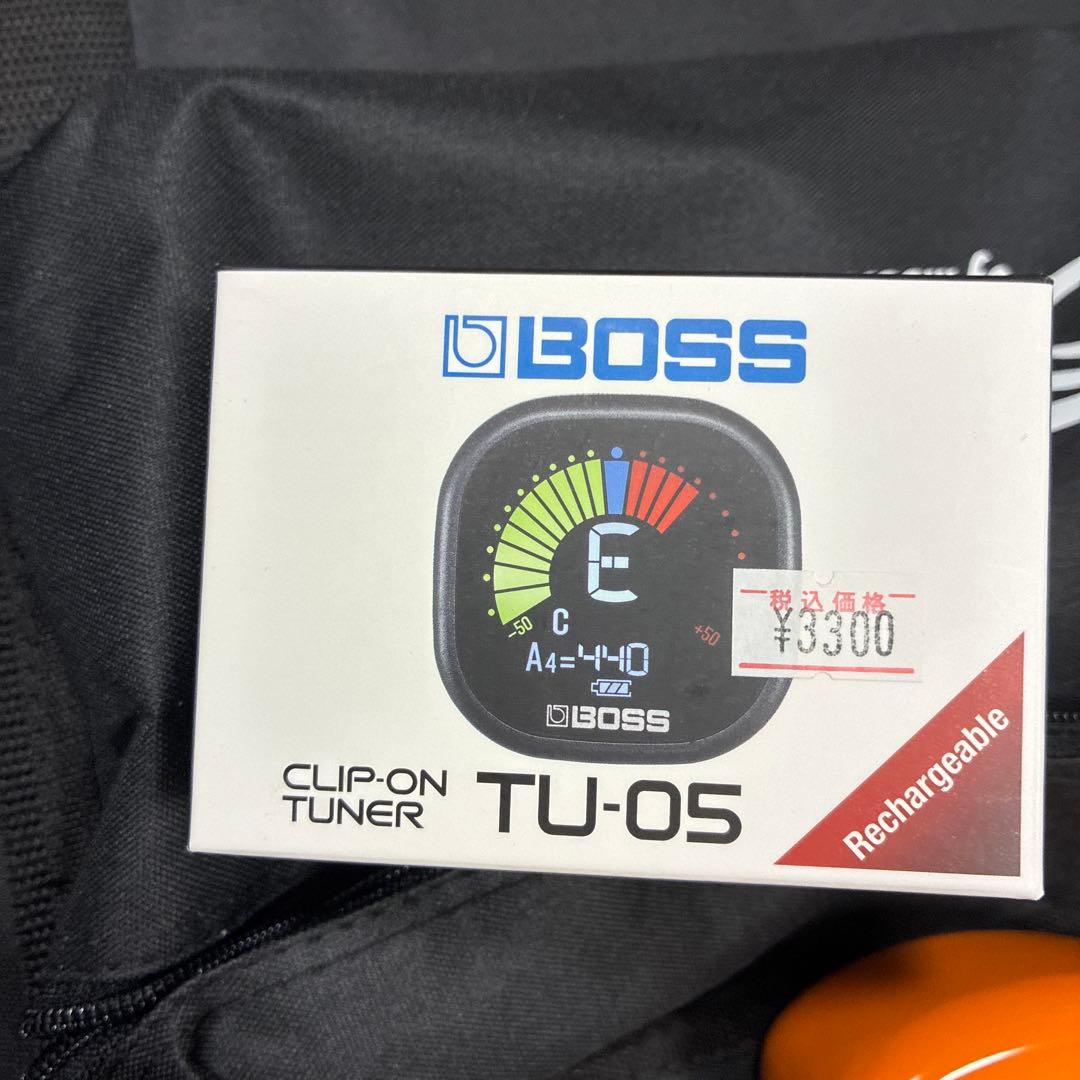 BOSS
E
-50
C
+50
A4=440
BOSS
税込価格
¥3300
CLIP-ON
TUNER
TU-05
Rechargeable